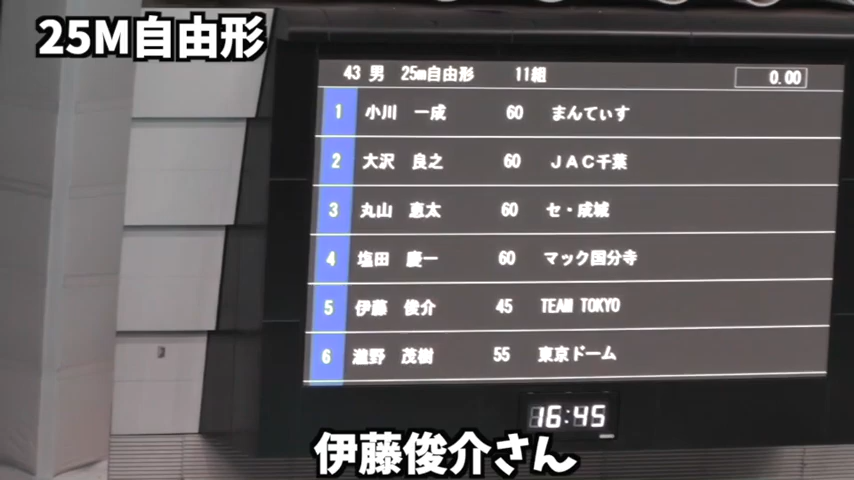 25M自由形
43 男 25m自由形 11組 0.00
1 小川 一成 60 まんてぃす
2 大沢 良之 60 JAC千葉
3 丸山 恵太 60 セ・成城
4 塩田 慶一 60 マック国分寺
5 伊藤 俊介 45 TEAM TOKYO
6 瀧野 茂樹 55 東京ドーム
16:45
伊藤俊介さん